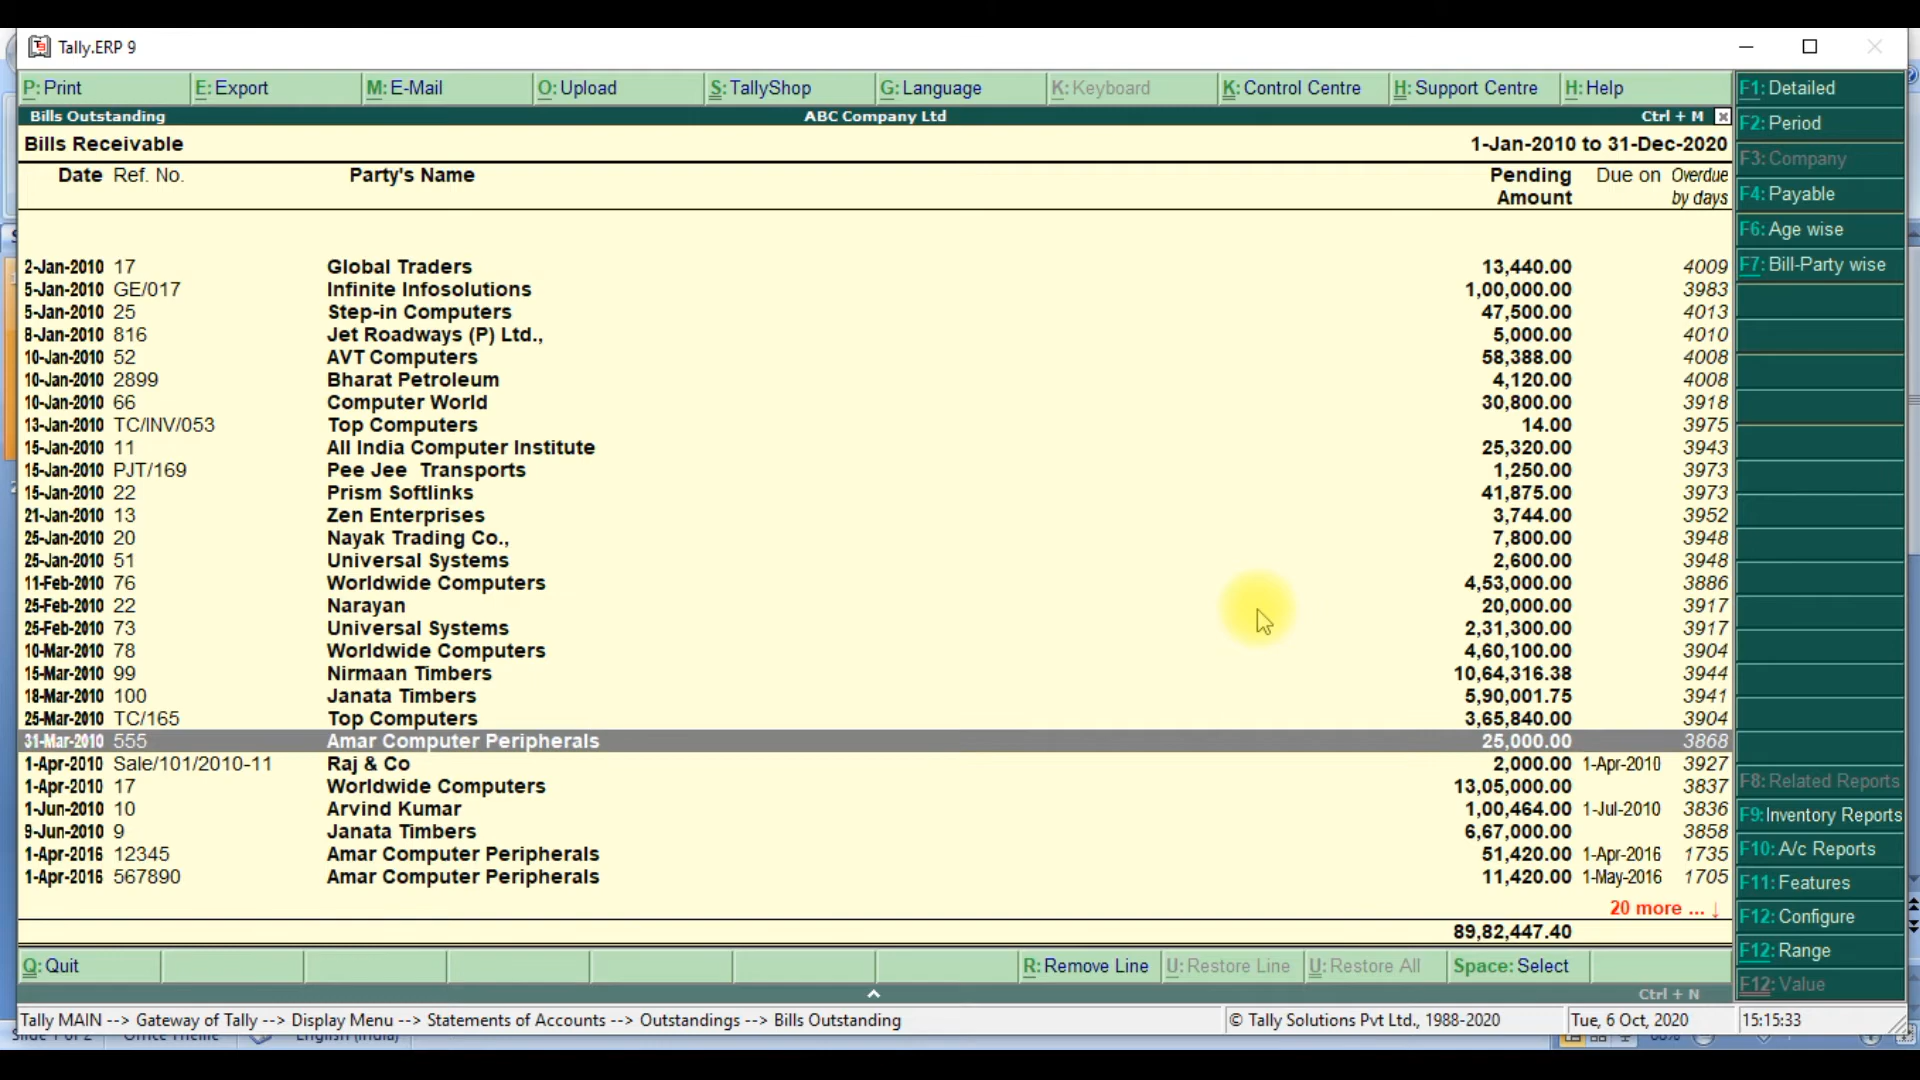 Tally.ERP 9
P: Print E: Export M: E-Mail O: Upload S: TallyShop G: Language K: Keyboard K: Control Centre H: Support Centre H: Help
Bills Outstanding ABC Company Ltd Ctrl + M
Bills Receivable 1-Jan-2010 to 31-Dec-2020
Date Ref. No. Party's Name Pending Amount Due on Overdue by days
2-Jan-2010 17 Global Traders 13,440.00 4009
5-Jan-2010 GE/017 Infinite Infosolutions 1,00,000.00 3983
5-Jan-2010 25 Step-in Computers 47,500.00 4013
8-Jan-2010 816 Jet Roadways (P) Ltd., 5,000.00 4010
10-Jan-2010 52 AVT Computers 58,388.00 4008
10-Jan-2010 2899 Bharat Petroleum 4,120.00 4008
10-Jan-2010 66 Computer World 30,800.00 3918
13-Jan-2010 TC/INV/053 Top Computers 14.00 3975
15-Jan-2010 11 All India Computer Institute 25,320.00 3943
15-Jan-2010 PJT/169 Pee Jee Transports 1,250.00 3973
15-Jan-2010 22 Prism Softlinks 41,875.00 3973
21-Jan-2010 13 Zen Enterprises 3,744.00 3952
25-Jan-2010 20 Nayak Trading Co., 7,800.00 3948
25-Jan-2010 51 Universal Systems 2,600.00 3948
11-Feb-2010 76 Worldwide Computers 4,53,000.00 3886
25-Feb-2010 22 Narayan 20,000.00 3917
25-Feb-2010 73 Universal Systems 2,31,300.00 3917
10-Mar-2010 78 Worldwide Computers 4,60,100.00 3904
15-Mar-2010 99 Nirmaan Timbers 10,64,316.38 3944
18-Mar-2010 100 Janata Timbers 5,90,001.75 3941
25-Mar-2010 TC/165 Top Computers 3,65,840.00 3904
31-Mar-2010 555 Amar Computer Peripherals 25,000.00 3868
1-Apr-2010 Sale/101/2010-11 Raj & Co 2,000.00 1-Apr-2010 3927
1-Apr-2010 17 Worldwide Computers 13,05,000.00 3837
1-Jun-2010 10 Arvind Kumar 1,00,464.00 1-Jul-2010 3836
9-Jun-2010 9 Janata Timbers 6,67,000.00 3858
1-Apr-2016 12345 Amar Computer Peripherals 51,420.00 1-Apr-2016 1735
1-Apr-2016 567890 Amar Computer Peripherals 11,420.00 1-May-2016 1705
20 more ... ↓
89,82,447.40
Q: Quit R: Remove Line U: Restore Line U: Restore All Space: Select
Ctrl + N
Tally MAIN --> Gateway of Tally --> Display Menu --> Statements of Accounts --> Outstandings --> Bills Outstanding © Tally Solutions Pvt Ltd., 1988-2020 Tue, 6 Oct, 2020 15:15:33
F1: Detailed
F2: Period
F3: Company
F4: Payable
F6: Age wise
F7: Bill-Party wise
F8: Related Reports
F9: Inventory Reports
F10: A/c Reports
F11: Features
F12: Configure
F12: Range
F12: Value